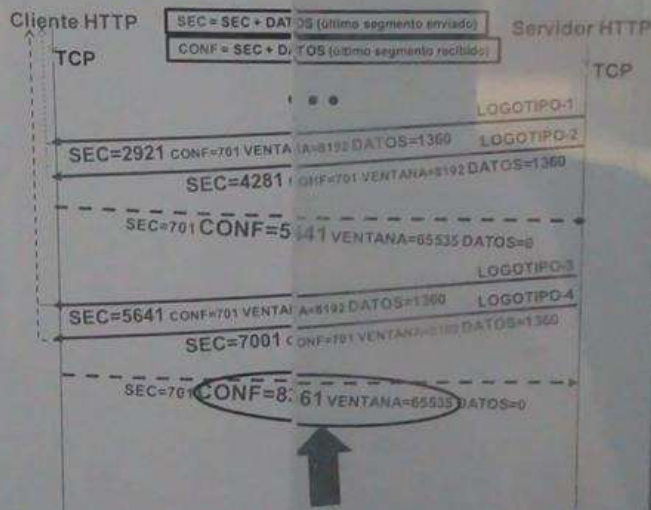 Cliente HTTP
SEC = SEC + DATOS (último segmento enviado)
Servidor HTTP
CONF = SEC + DATOS (último segmento recibido)
TCP
TCP
LOGOTIPO-1
SEC=2921 CONF=701 VENTANA=8192 DATOS=1360
LOGOTIPO-2
SEC=4281 CONF=701 VENTANA=8192 DATOS=1360
SEC=701 CONF=5641 VENTANA=65535 DATOS=0
LOGOTIPO-3
SEC=5641 CONF=701 VENTANA=8192 DATOS=1360
LOGOTIPO-4
SEC=7001 CONF=701 VENTANA=8192 DATOS=1360
SEC=701 CONF=8361 VENTANA=65535 DATOS=0